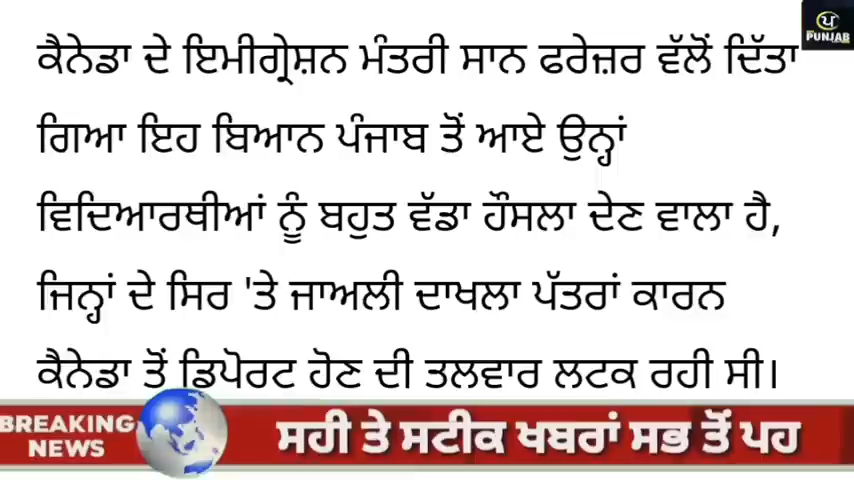 ਪ
PUNJAB
ਕੈਨੇਡਾ ਦੇ ਇਮੀਗ੍ਰੇਸ਼ਨ ਮੰਤਰੀ ਸਾਨ ਫਰੇਜ਼ਰ ਵੱਲੋਂ ਦਿੱਤਾ
ਗਿਆ ਇਹ ਬਿਆਨ ਪੰਜਾਬ ਤੋਂ ਆਏ ਉਨ੍ਹਾਂ
ਵਿਦਿਆਰਥੀਆਂ ਨੂੰ ਬਹੁਤ ਵੱਡਾ ਹੌਸਲਾ ਦੇਣ ਵਾਲਾ ਹੈ,
ਜਿਨ੍ਹਾਂ ਦੇ ਸਿਰ 'ਤੇ ਜਾਅਲੀ ਦਾਖਲਾ ਪੱਤਰਾਂ ਕਾਰਨ
ਕੈਨੇਡਾ ਤੋਂ ਡਿਪੋਰਟ ਹੋਣ ਦੀ ਤਲਵਾਰ ਲਟਕ ਰਹੀ ਸੀ।
BREAKING
NEWS
ਸਹੀ ਤੇ ਸਟੀਕ ਖਬਰਾਂ ਸਭ ਤੋਂ ਪਹ